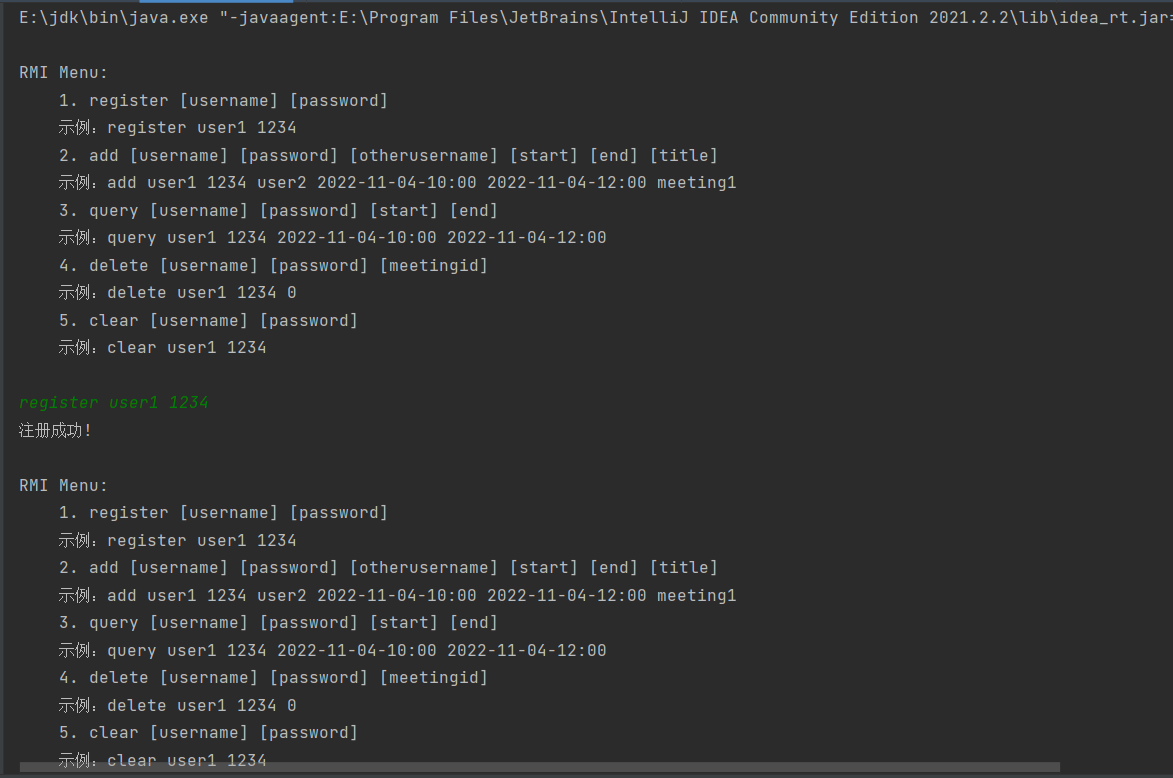 E:\jdk\bin\java.exe "-javaagent:E:\Program Files\JetBrains\IntelliJ IDEA Community Edition 2021.2.2\lib\idea_rt.jar=
RMI Menu:
1. register [username] [password]
示例：register user1 1234
2. add [username] [password] [otherusername] [start] [end] [title]
示例：add user1 1234 user2 2022-11-04-10:00 2022-11-04-12:00 meeting1
3. query [username] [password] [start] [end]
示例：query user1 1234 2022-11-04-10:00 2022-11-04-12:00
4. delete [username] [password] [meetingid]
示例：delete user1 1234 0
5. clear [username] [password]
示例：clear user1 1234
register user1 1234
注册成功！
RMI Menu:
1. register [username] [password]
示例：register user1 1234
2. add [username] [password] [otherusername] [start] [end] [title]
示例：add user1 1234 user2 2022-11-04-10:00 2022-11-04-12:00 meeting1
3. query [username] [password] [start] [end]
示例：query user1 1234 2022-11-04-10:00 2022-11-04-12:00
4. delete [username] [password] [meetingid]
示例：delete user1 1234 0
5. clear [username] [password]
示例：clear user1 1234